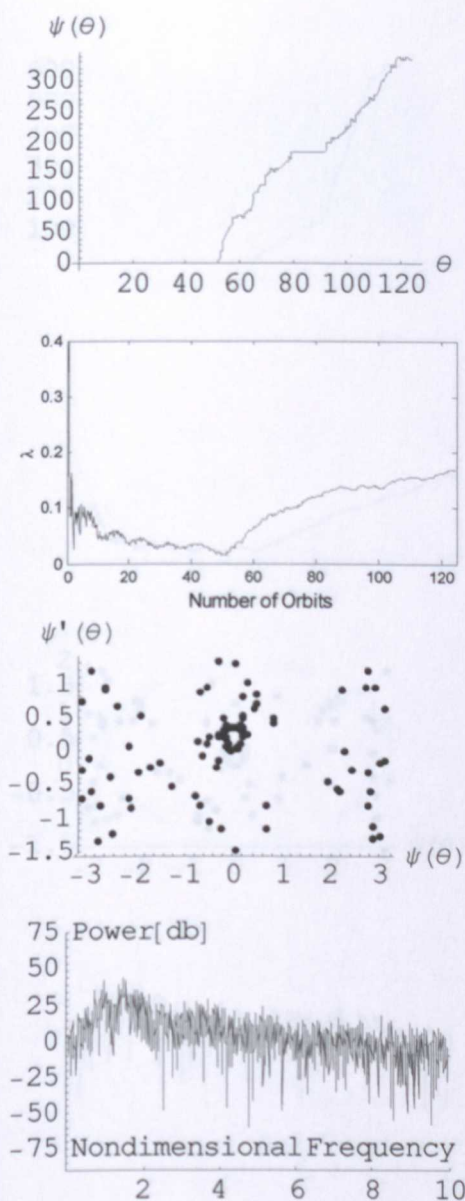 ψ(θ)
300
250
200
150
100
50
0
20 40 60 80 100 120 θ
0.4
0.3
0.2
0.1
0
λ
0 20 40 60 80 100 120
Number of Orbits
ψ'(θ)
1
0.5
0
-0.5
-1
-1.5
-3 -2 -1 0 1 2 3 ψ(θ)
75 Power[db]
50
25
0
-25
-50
-75 Nondimensional Frequency
2 4 6 8 10